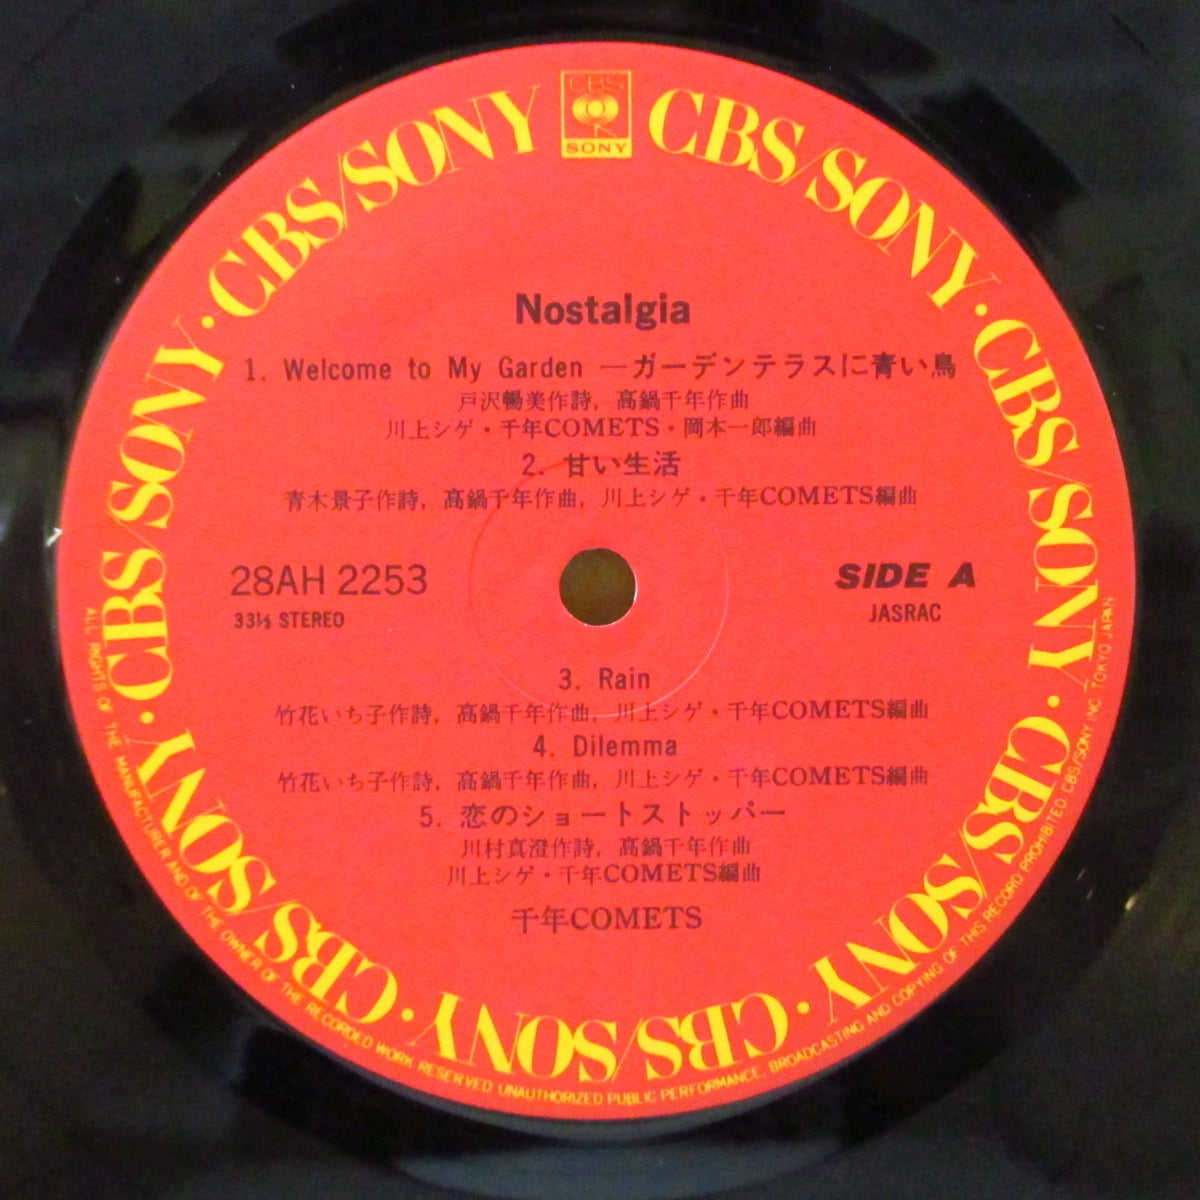 CBS
SONY
CBS/SONY · CBS/SONY · CBS/SONY · CBS/SONY · CBS/SONY · CBS/SONY · CBS/SONY · CBS/SONY
Nostalgia
1. Welcome to My Garden —ガーデンテラスに青い鳥
戸沢暢美作詩, 高鍋千年作曲
川上シゲ・千年COMETS・岡本一郎編曲
2. 甘い生活
青木景子作詩, 高鍋千年作曲, 川上シゲ・千年COMETS編曲
28AH 2253
SIDE A
33⅓ STEREO
JASRAC
3. Rain
竹花いち子作詩, 高鍋千年作曲, 川上シゲ・千年COMETS編曲
4. Dilemma
竹花いち子作詩, 高鍋千年作曲, 川上シゲ・千年COMETS編曲
5. 恋のショートストッパー
川村真澄作詩, 高鍋千年作曲
川上シゲ・千年COMETS編曲
千年COMETS
ALL RIGHTS OF THE MANUFACTURER AND OF THE OWNER OF THE RECORDED WORK RESERVED UNAUTHORIZED PUBLIC PERFORMANCE, BROADCASTING AND COPYING OF THIS RECORD PROHIBITED CBS/SONY INC. TOKYO JAPAN